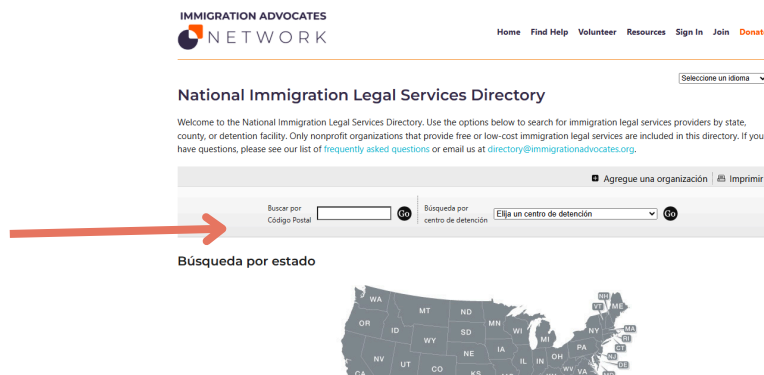 IMMIGRATION ADVOCATES
NETWORK
Home Find Help Volunteer Resources Sign In Join Donate
Seleccione un idioma
National Immigration Legal Services Directory
Welcome to the National Immigration Legal Services Directory. Use the options below to search for immigration legal services providers by state,
county, or detention facility. Only nonprofit organizations that provide free or low-cost immigration legal services are included in this directory. If you
have questions, please see our list of frequently asked questions or email us at directory@immigrationadvocates.org.
Agregue una organización Imprimir
Buscar por
Código Postal
Go
Búsqueda por
centro de detención
Elija un centro de detención
Go
Búsqueda por estado
WA MT ND MN WI MI NH VT ME
OR ID WY SD NY MA RI
NV UT CO NE IA IL IN OH PA CT NJ DE
CA KS WV VA